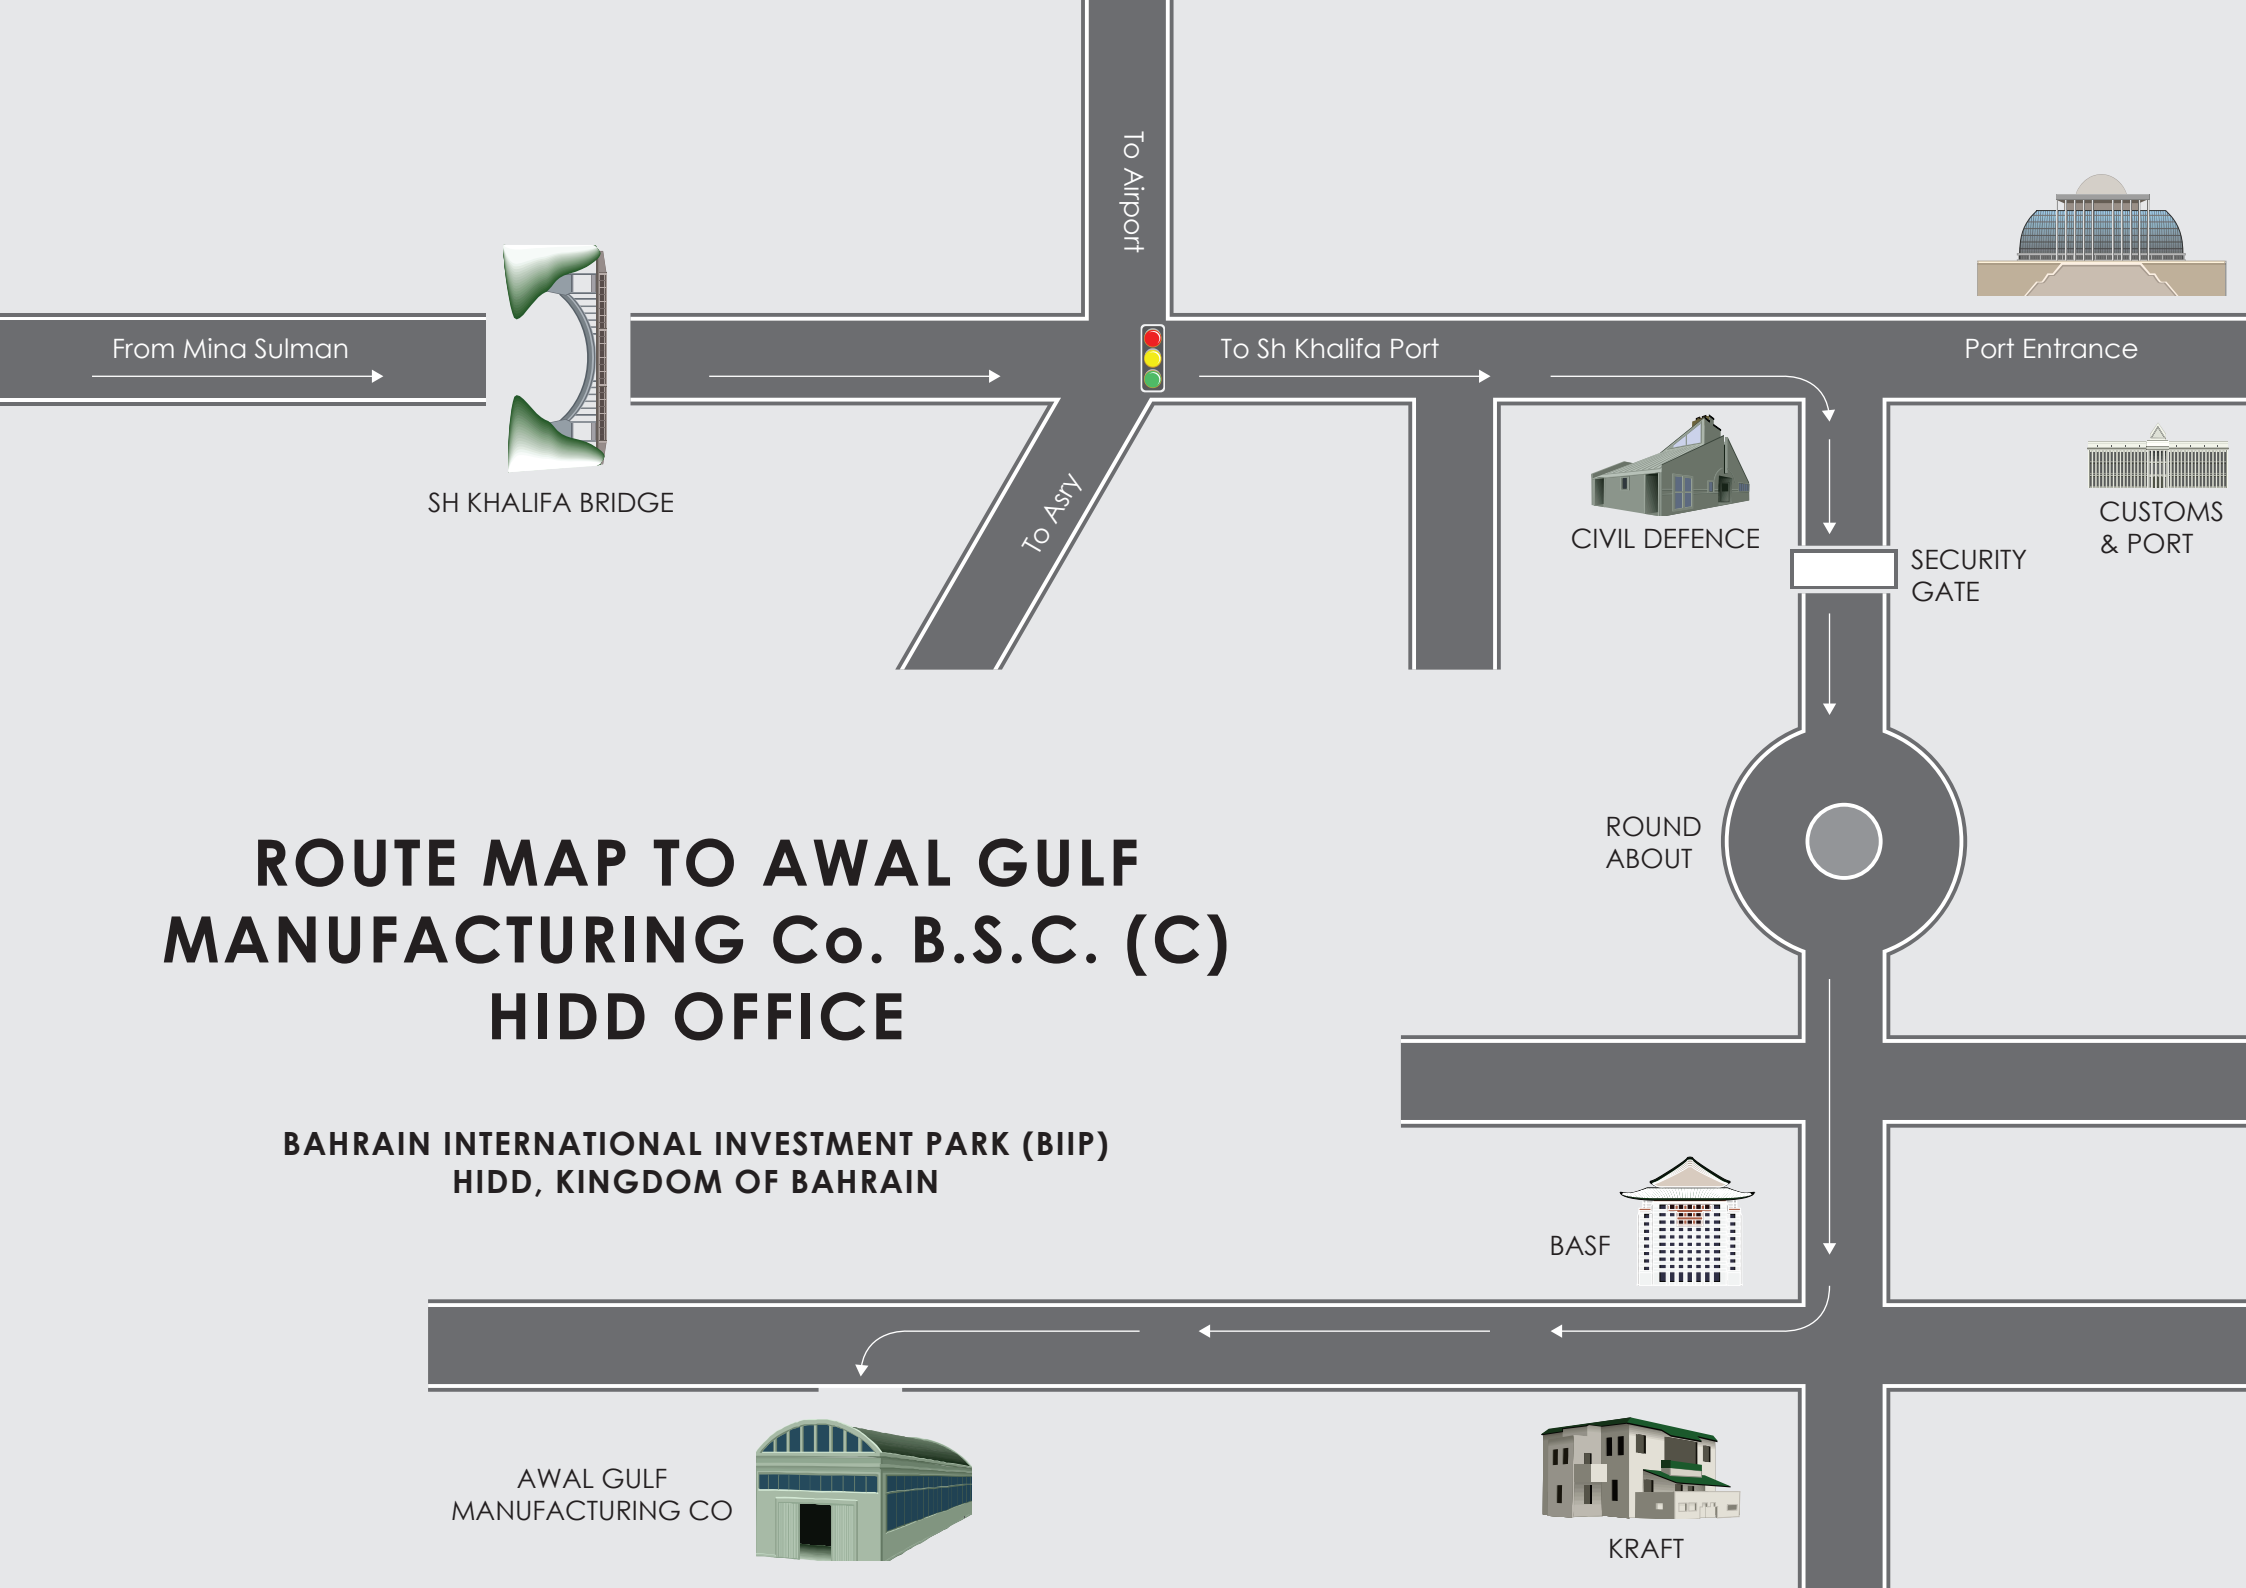 To Airport
From Mina Sulman
To Sh Khalifa Port
Port Entrance
SH KHALIFA BRIDGE
To Asry
CIVIL DEFENCE
CUSTOMS
& PORT
SECURITY
GATE
ROUND
ABOUT
ROUTE MAP TO AWAL GULF
MANUFACTURING Co. B.S.C. (C)
HIDD OFFICE
BAHRAIN INTERNATIONAL INVESTMENT PARK (BIIP)
HIDD, KINGDOM OF BAHRAIN
BASF
AWAL GULF
MANUFACTURING CO
KRAFT